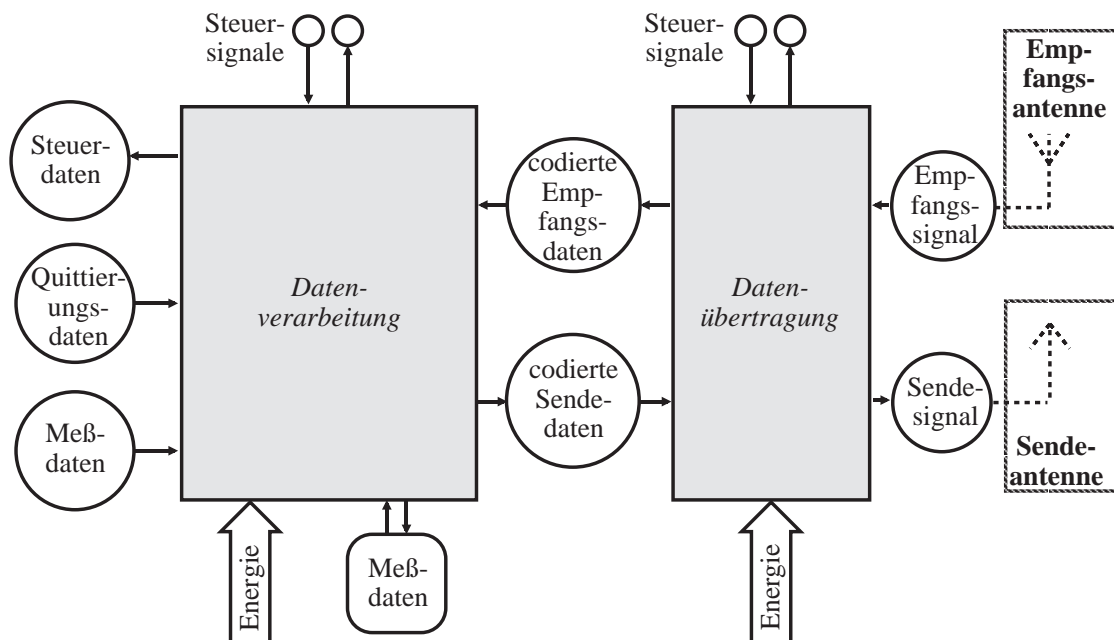 Steuer-
signale
Steuer-
signale
Emp-
fangs-
antenne
Steuer-
daten
codierte
Emp-
fangs-
daten
Emp-
fangs-
signal
Quittier-
ungs-
daten
Daten-
verarbeitung
Daten-
übertragung
codierte
Sende-
daten
Sende-
signal
Meß-
daten
Sende-
antenne
Energie
Meß-
daten
Energie